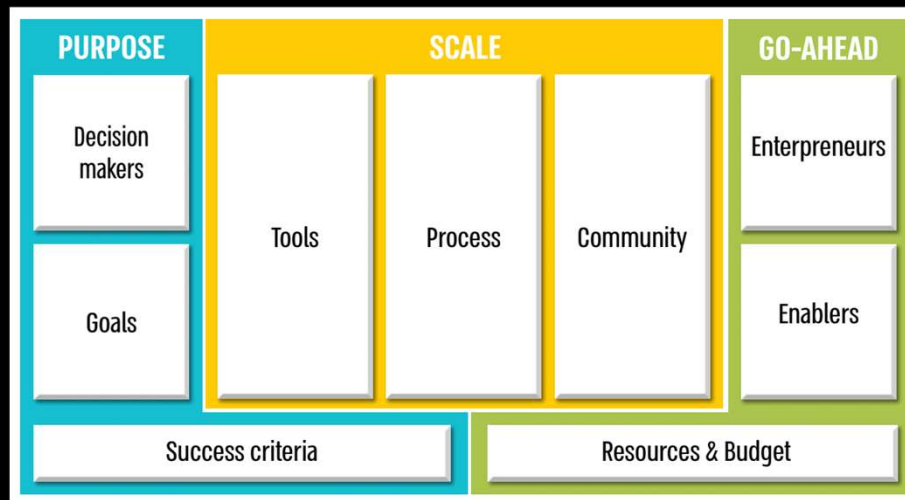 PURPOSE
Decision
makers
Goals
SCALE
Tools
Process
Community
GO-AHEAD
Enterpreneurs
Enablers
Success criteria
Resources & Budget